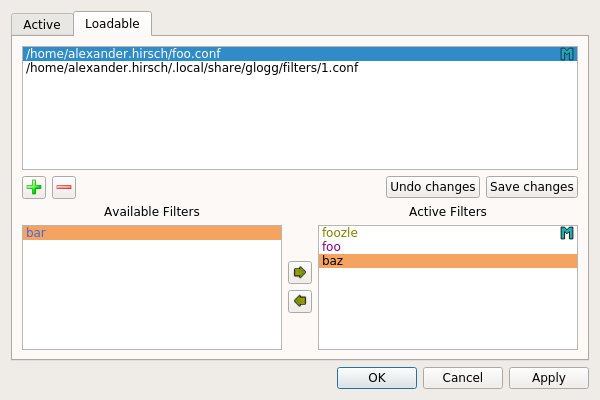 Active
Loadable
/home/alexander.hirsch/foo.conf M
/home/alexander.hirsch/.local/share/glogg/filters/1.conf
Undo changes
Save changes
Available Filters
Active Filters
bar
foozle M
foo
baz
OK
Cancel
Apply